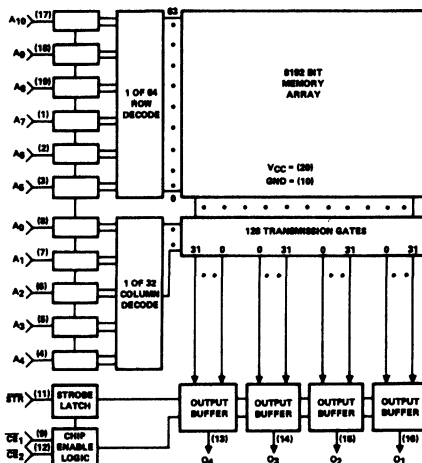 A10 (17)
63
A9 (18)
A8 (19)
A7 (1)
A6 (2)
A5 (3)
1 OF 64
ROW
DECODE
0
8192 BIT
MEMORY
ARRAY
VCC = (20)
GND = (10)
A0 (8)
A1 (7)
A2 (6)
A3 (5)
A4 (4)
1 OF 32
COLUMN
DECODE
128 TRANSMISSION GATES
31 0 0 31 0 31 0 31
STR (11)
STROBE
LATCH
CE1 (9)
CE2 (12)
CHIP
ENABLE
LOGIC
OUTPUT
BUFFER
OUTPUT
BUFFER
OUTPUT
BUFFER
OUTPUT
BUFFER
(13) (14) (15) (16)
O4 O3 O2 O1